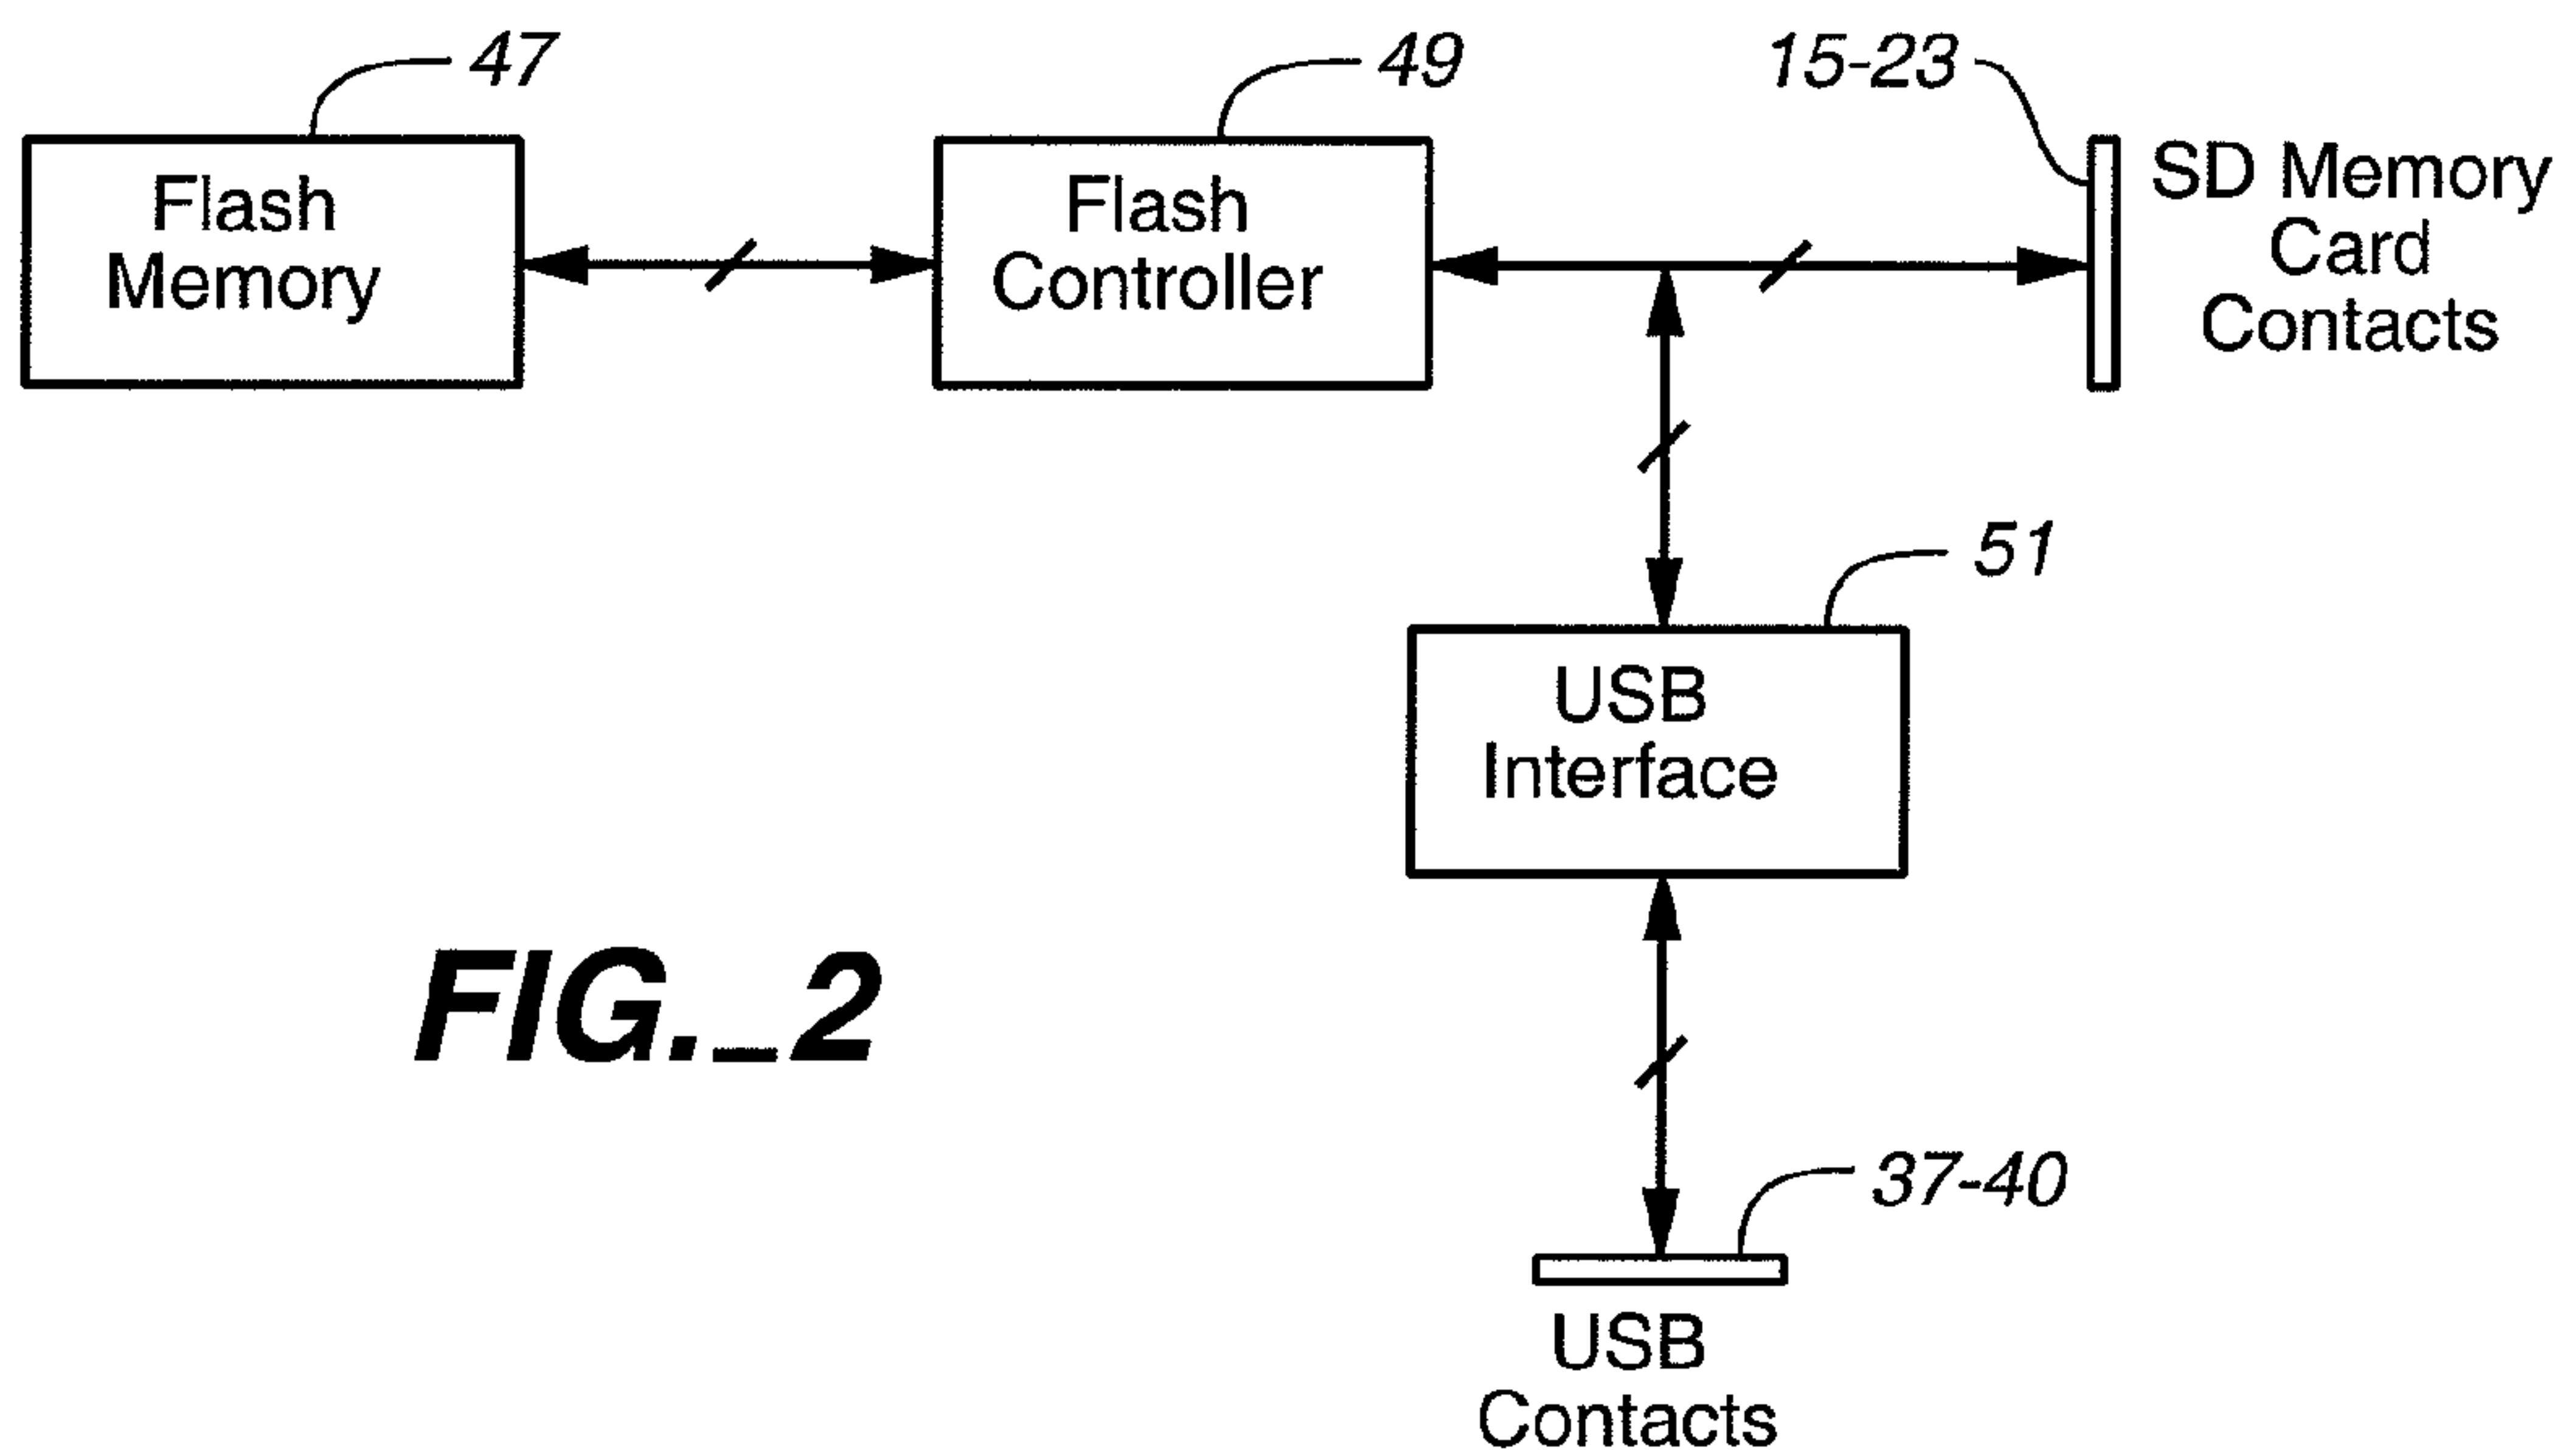 47
49
15-23
Flash
Memory
Flash
Controller
SD Memory
Card
Contacts
51
USB
Interface
FIG._2
37-40
USB
Contacts